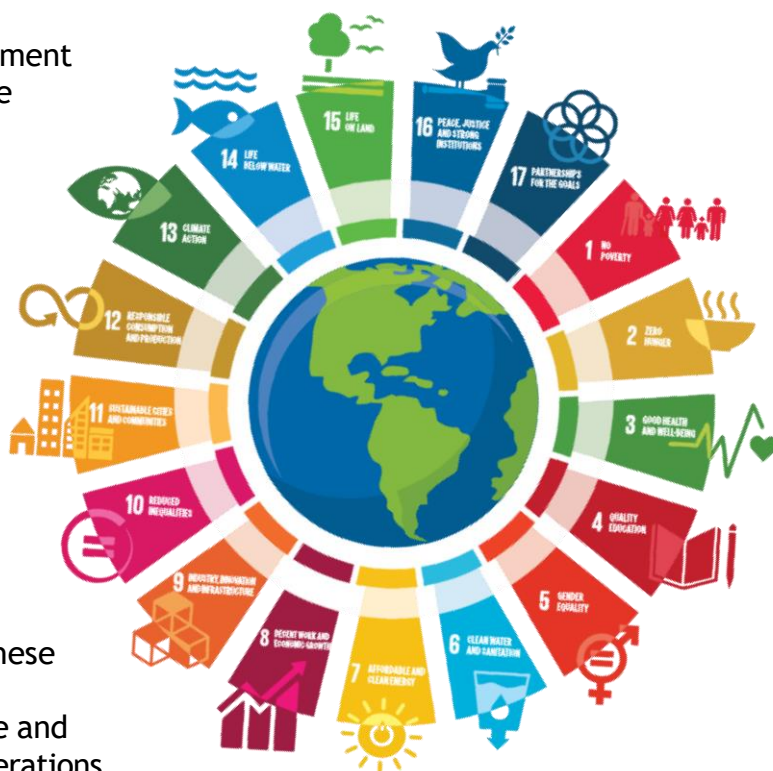 ment
e
1 NO
POVERTY
2 ZERO
HUNGER
3 GOOD HEALTH
AND WELL-BEING
4 QUALITY
EDUCATION
5 GENDER
EQUALITY
6 CLEAN WATER
AND SANITATION
7 AFFORDABLE AND
CLEAN ENERGY
8 DECENT WORK AND
ECONOMIC GROWTH
9 INDUSTRY, INNOVATION
AND INFRASTRUCTURE
10 REDUCED
INEQUALITIES
11 SUSTAINABLE CITIES
AND COMMUNITIES
12 RESPONSIBLE
CONSUMPTION
AND PRODUCTION
13 CLIMATE
ACTION
14 LIFE
BELOW WATER
15 LIFE
ON LAND
16 PEACE, JUSTICE
AND STRONG
INSTITUTIONS
17 PARTNERSHIPS
FOR THE GOALS
hese
e and
erations